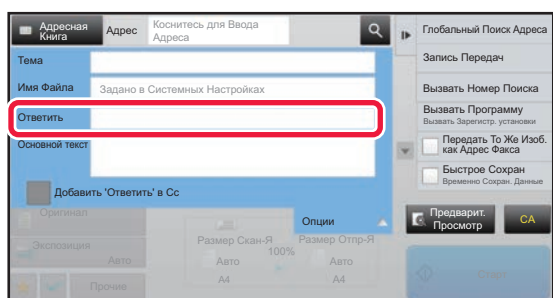 Адресная Книга
Адрес
Коснитесь для Ввода Адреса
Тема
Имя Файла
Задано в Системных Настройках
Ответить
Основной текст
Добавить 'Ответить' в Cc
Опции
Оригинал
Экспозиция
Авто
Прочие
Размер Скан-Я
100%
Размер Отпр-Я
Авто
A4
Авто
A4
Глобальный Поиск Адреса
Запись Передач
Вызвать Номер Поиска
Вызвать Программу
Вызвать Зарегистр. установки
Передать То Же Изоб.
как Адрес Факса
Быстрое Сохран
Временно Сохран. Данные
Предварит.
Просмотр
CA
Старт